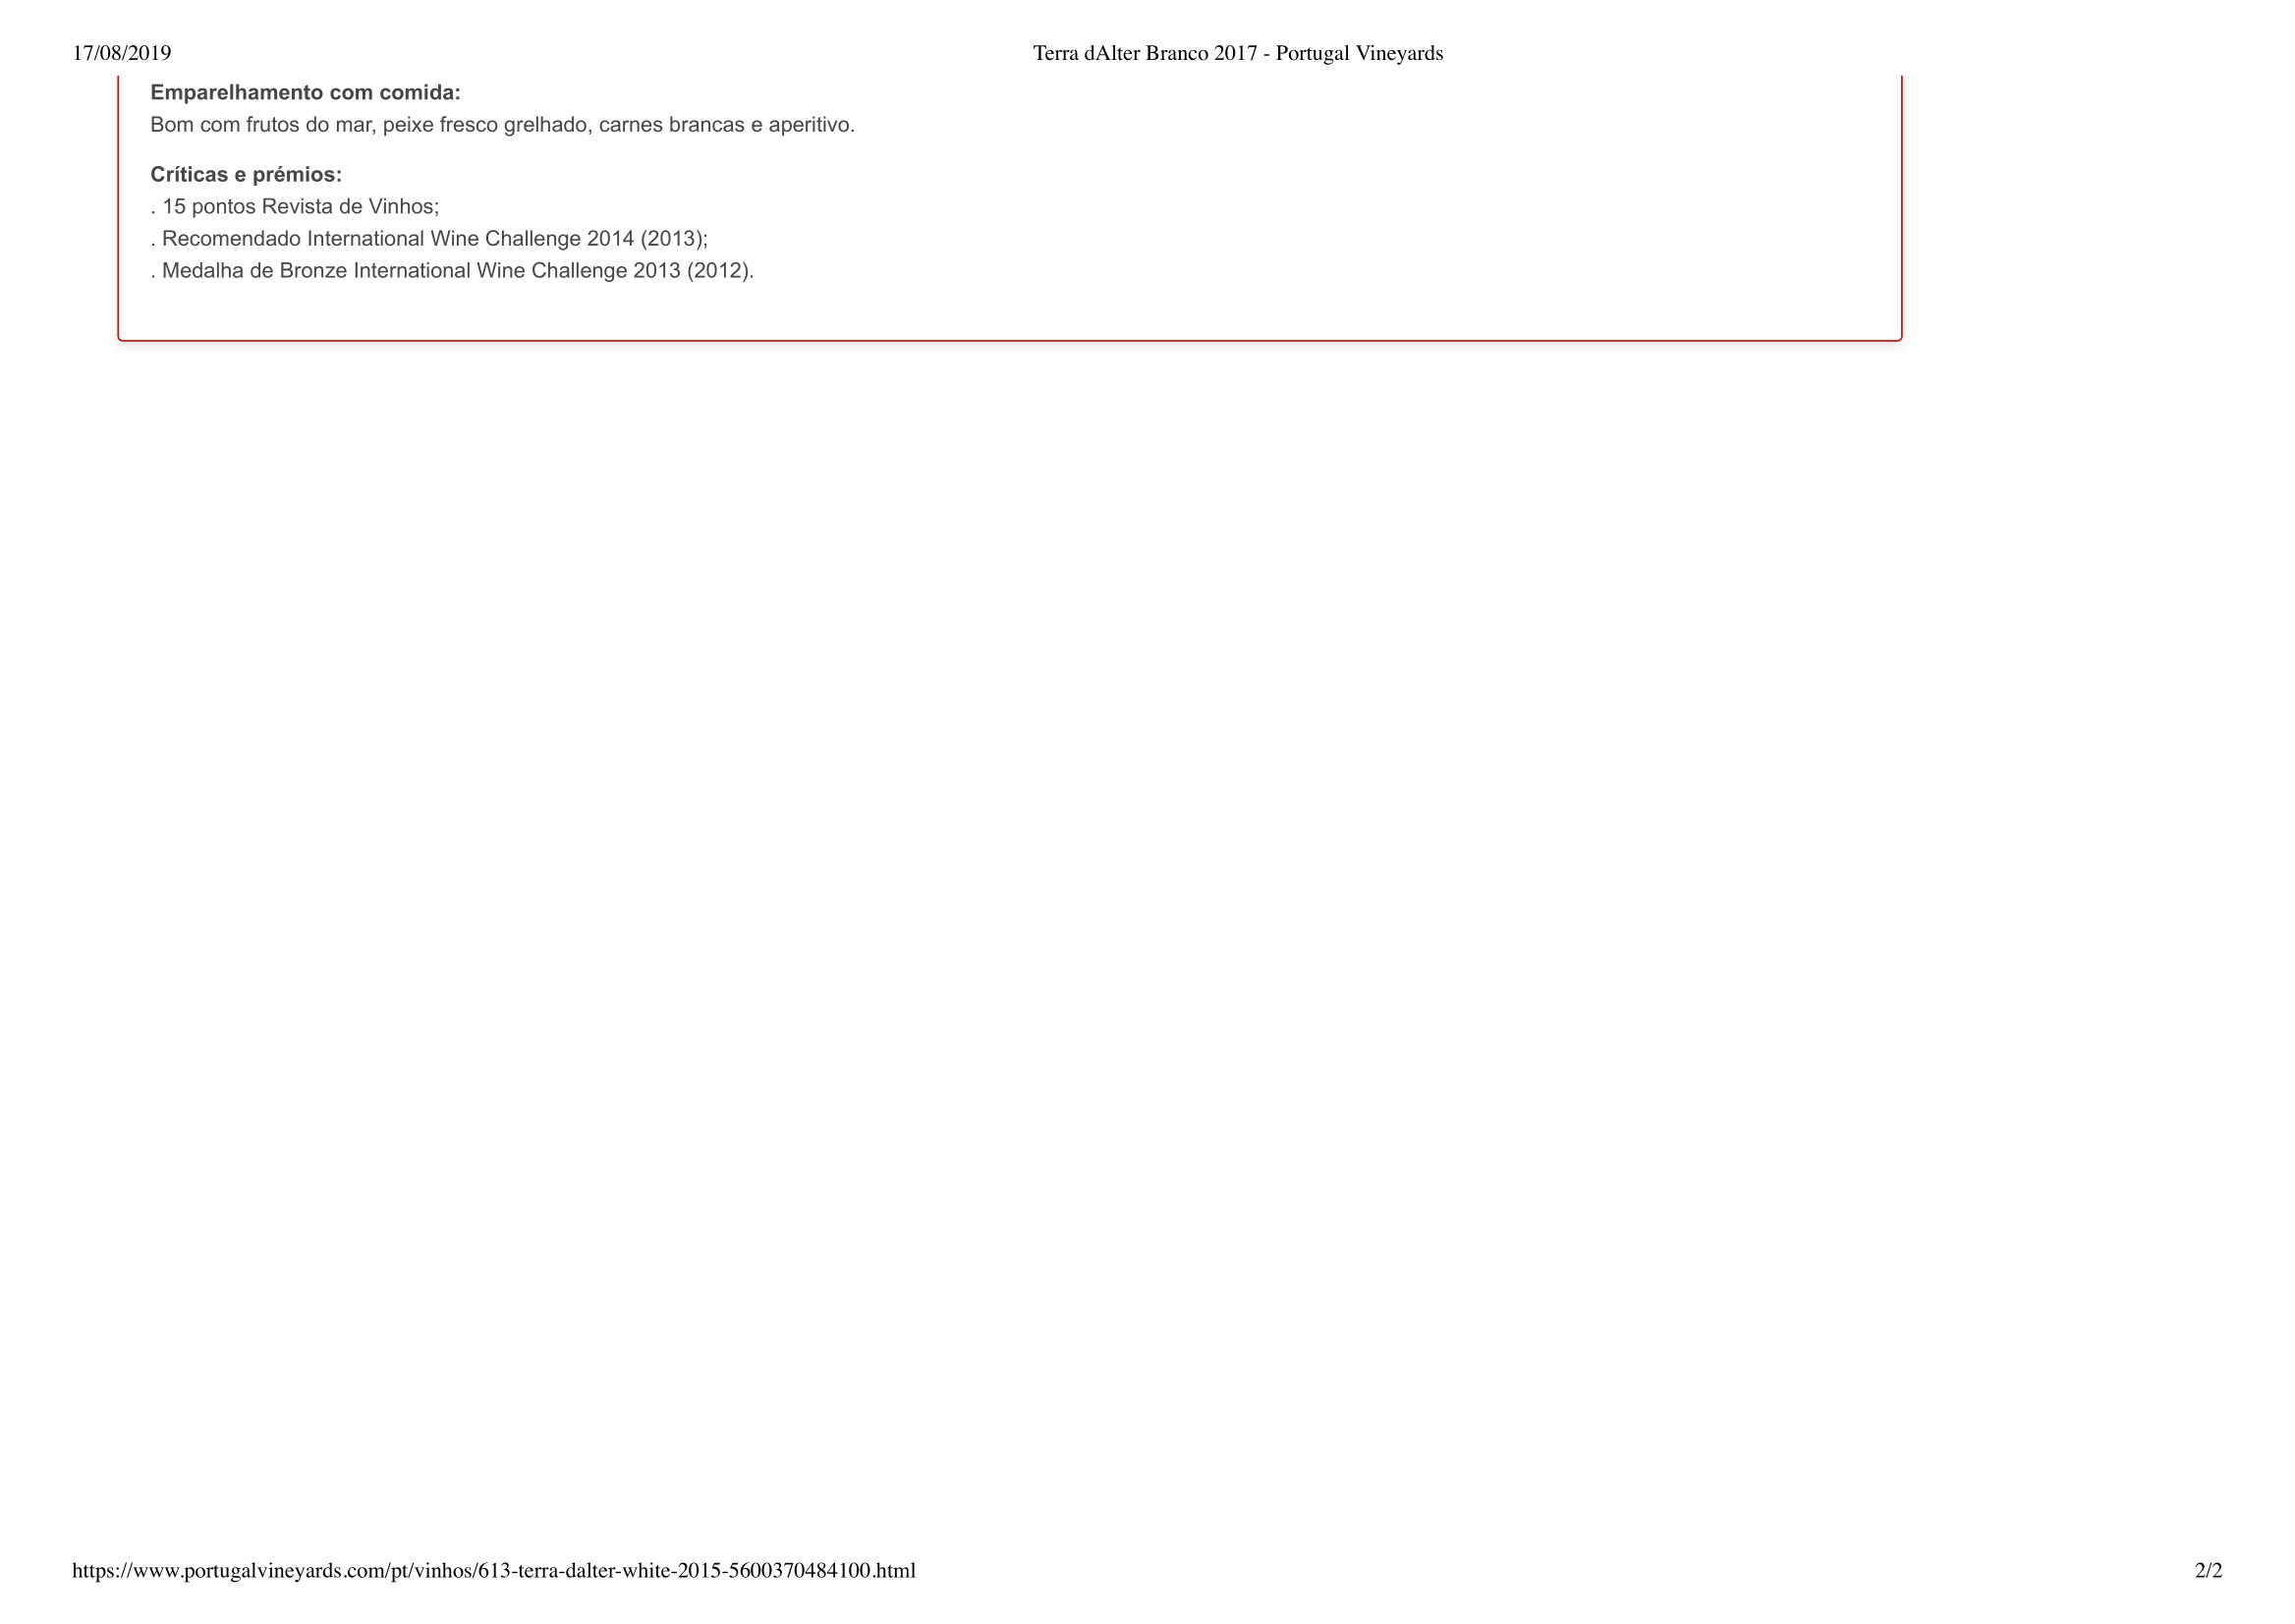 17/08/2019
Terra dAlter Branco 2017 - Portugal Vineyards
Emparelhamento com comida:
Bom com frutos do mar, peixe fresco grelhado, carnes brancas e aperitivo.
Críticas e prémios:
. 15 pontos Revista de Vinhos;
. Recomendado International Wine Challenge 2014 (2013);
. Medalha de Bronze International Wine Challenge 2013 (2012).
https://www.portugalvineyards.com/pt/vinhos/613-terra-dalter-white-2015-5600370484100.html
2/2